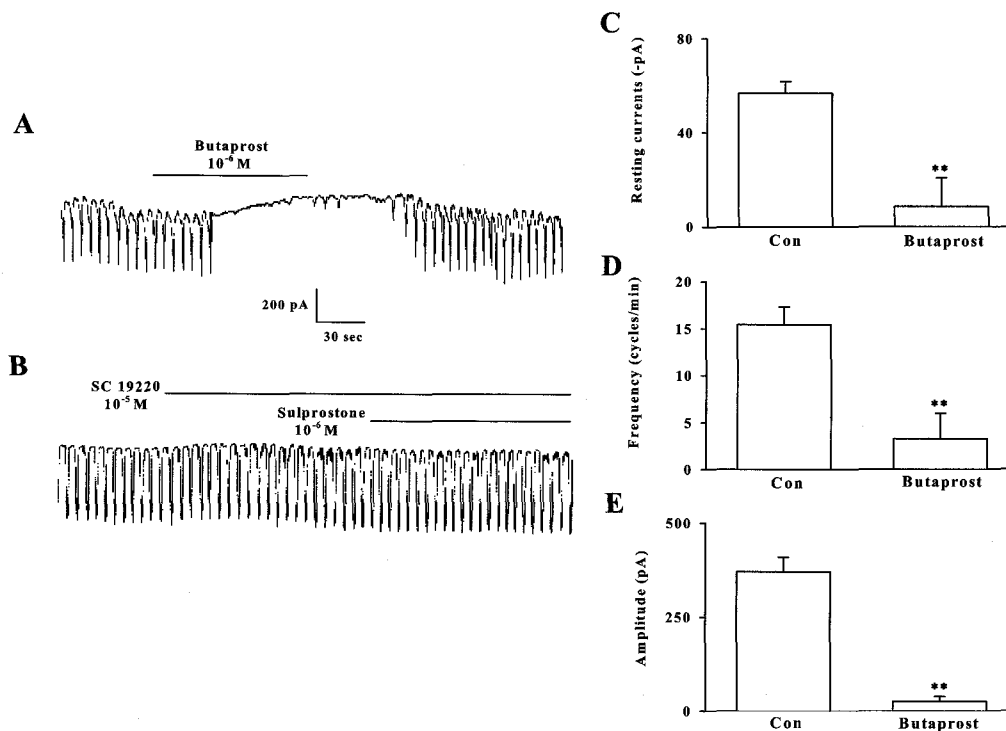 A
Butaprost
10⁻⁶ M
200 pA
30 sec
B
SC 19220
10⁻⁵ M
Sulprostone
10⁻⁶ M
C
Resting currents (-pA)
80
40
0
**
Con
Butaprost
D
Frequency (cycles/min)
20
15
10
5
0
**
Con
Butaprost
E
Amplitude (pA)
500
250
0
**
Con
Butaprost